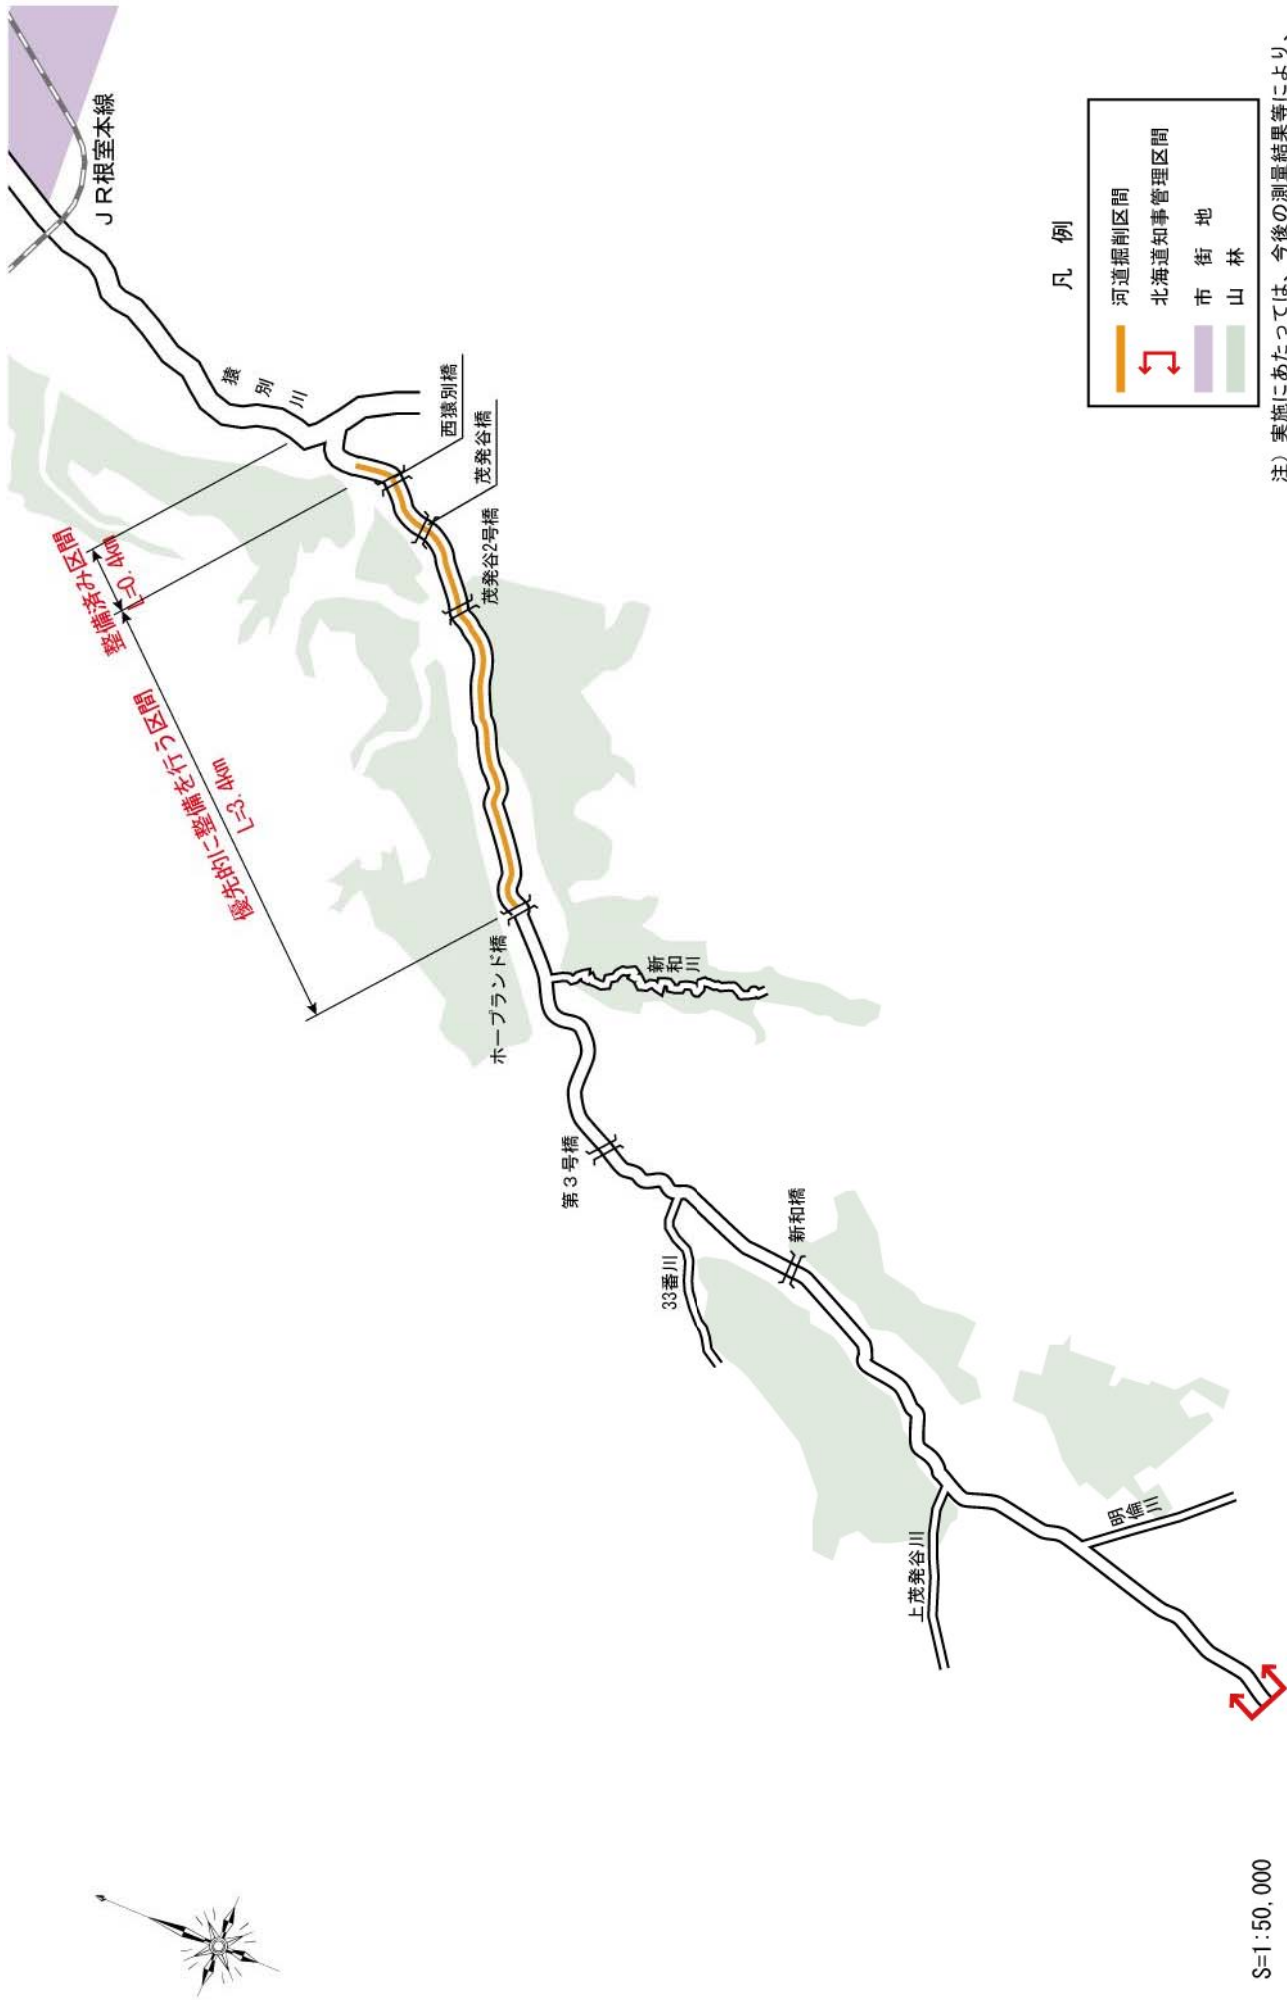 JR根室本線
猿別川
整備済み区間
L=0.4km
優先的に整備を行う区間
L=3.4km
西猿別橋
茂発谷橋
茂発谷2号橋
ホープランド橋
新和川
第3号橋
33番川
新和橋
上茂発谷川
明倫川
凡 例
河道掘削区間
北海道知事管理区間
市 街 地
山 林
注）実施にあたっては、今後の測量結果等により、
S=1:50,000